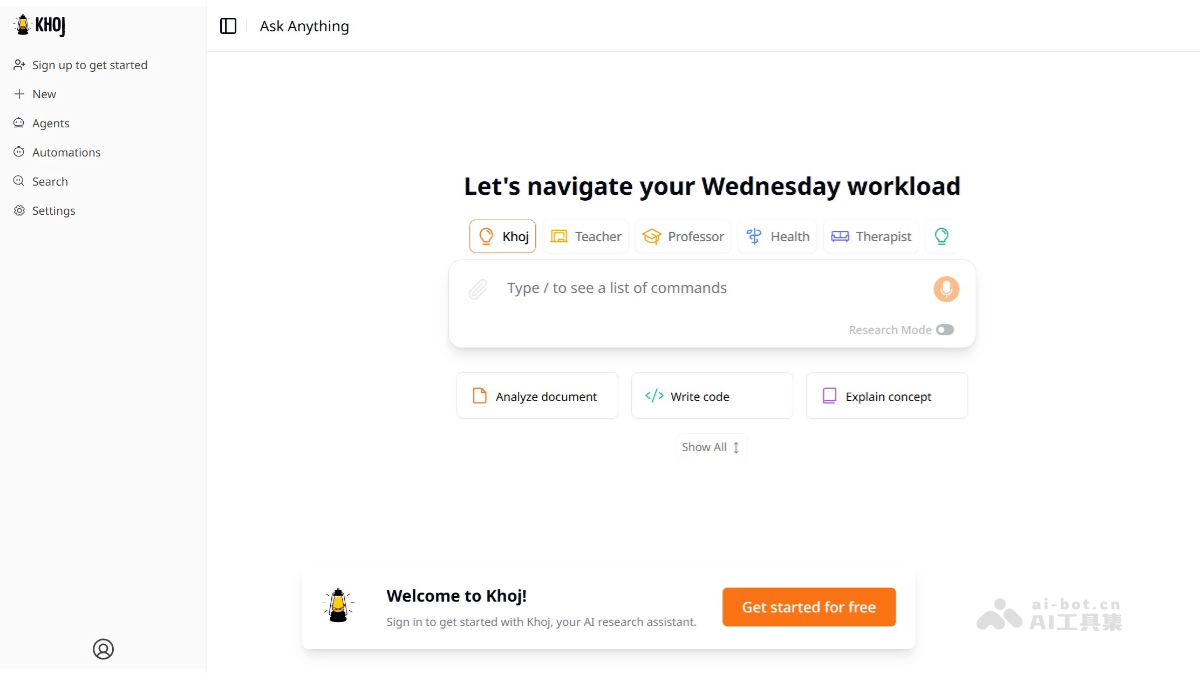 KHOJ
Sign up to get started
New
Agents
Automations
Search
Settings
Ask Anything
Let's navigate your Wednesday workload
Khoj
Teacher
Professor
Health
Therapist
Type / to see a list of commands
Research Mode
Analyze document
Write code
Explain concept
Show All
Welcome to Khoj!
Sign in to get started with Khoj, your AI research assistant.
Get started for free
ai-bot.cn
AI工具集